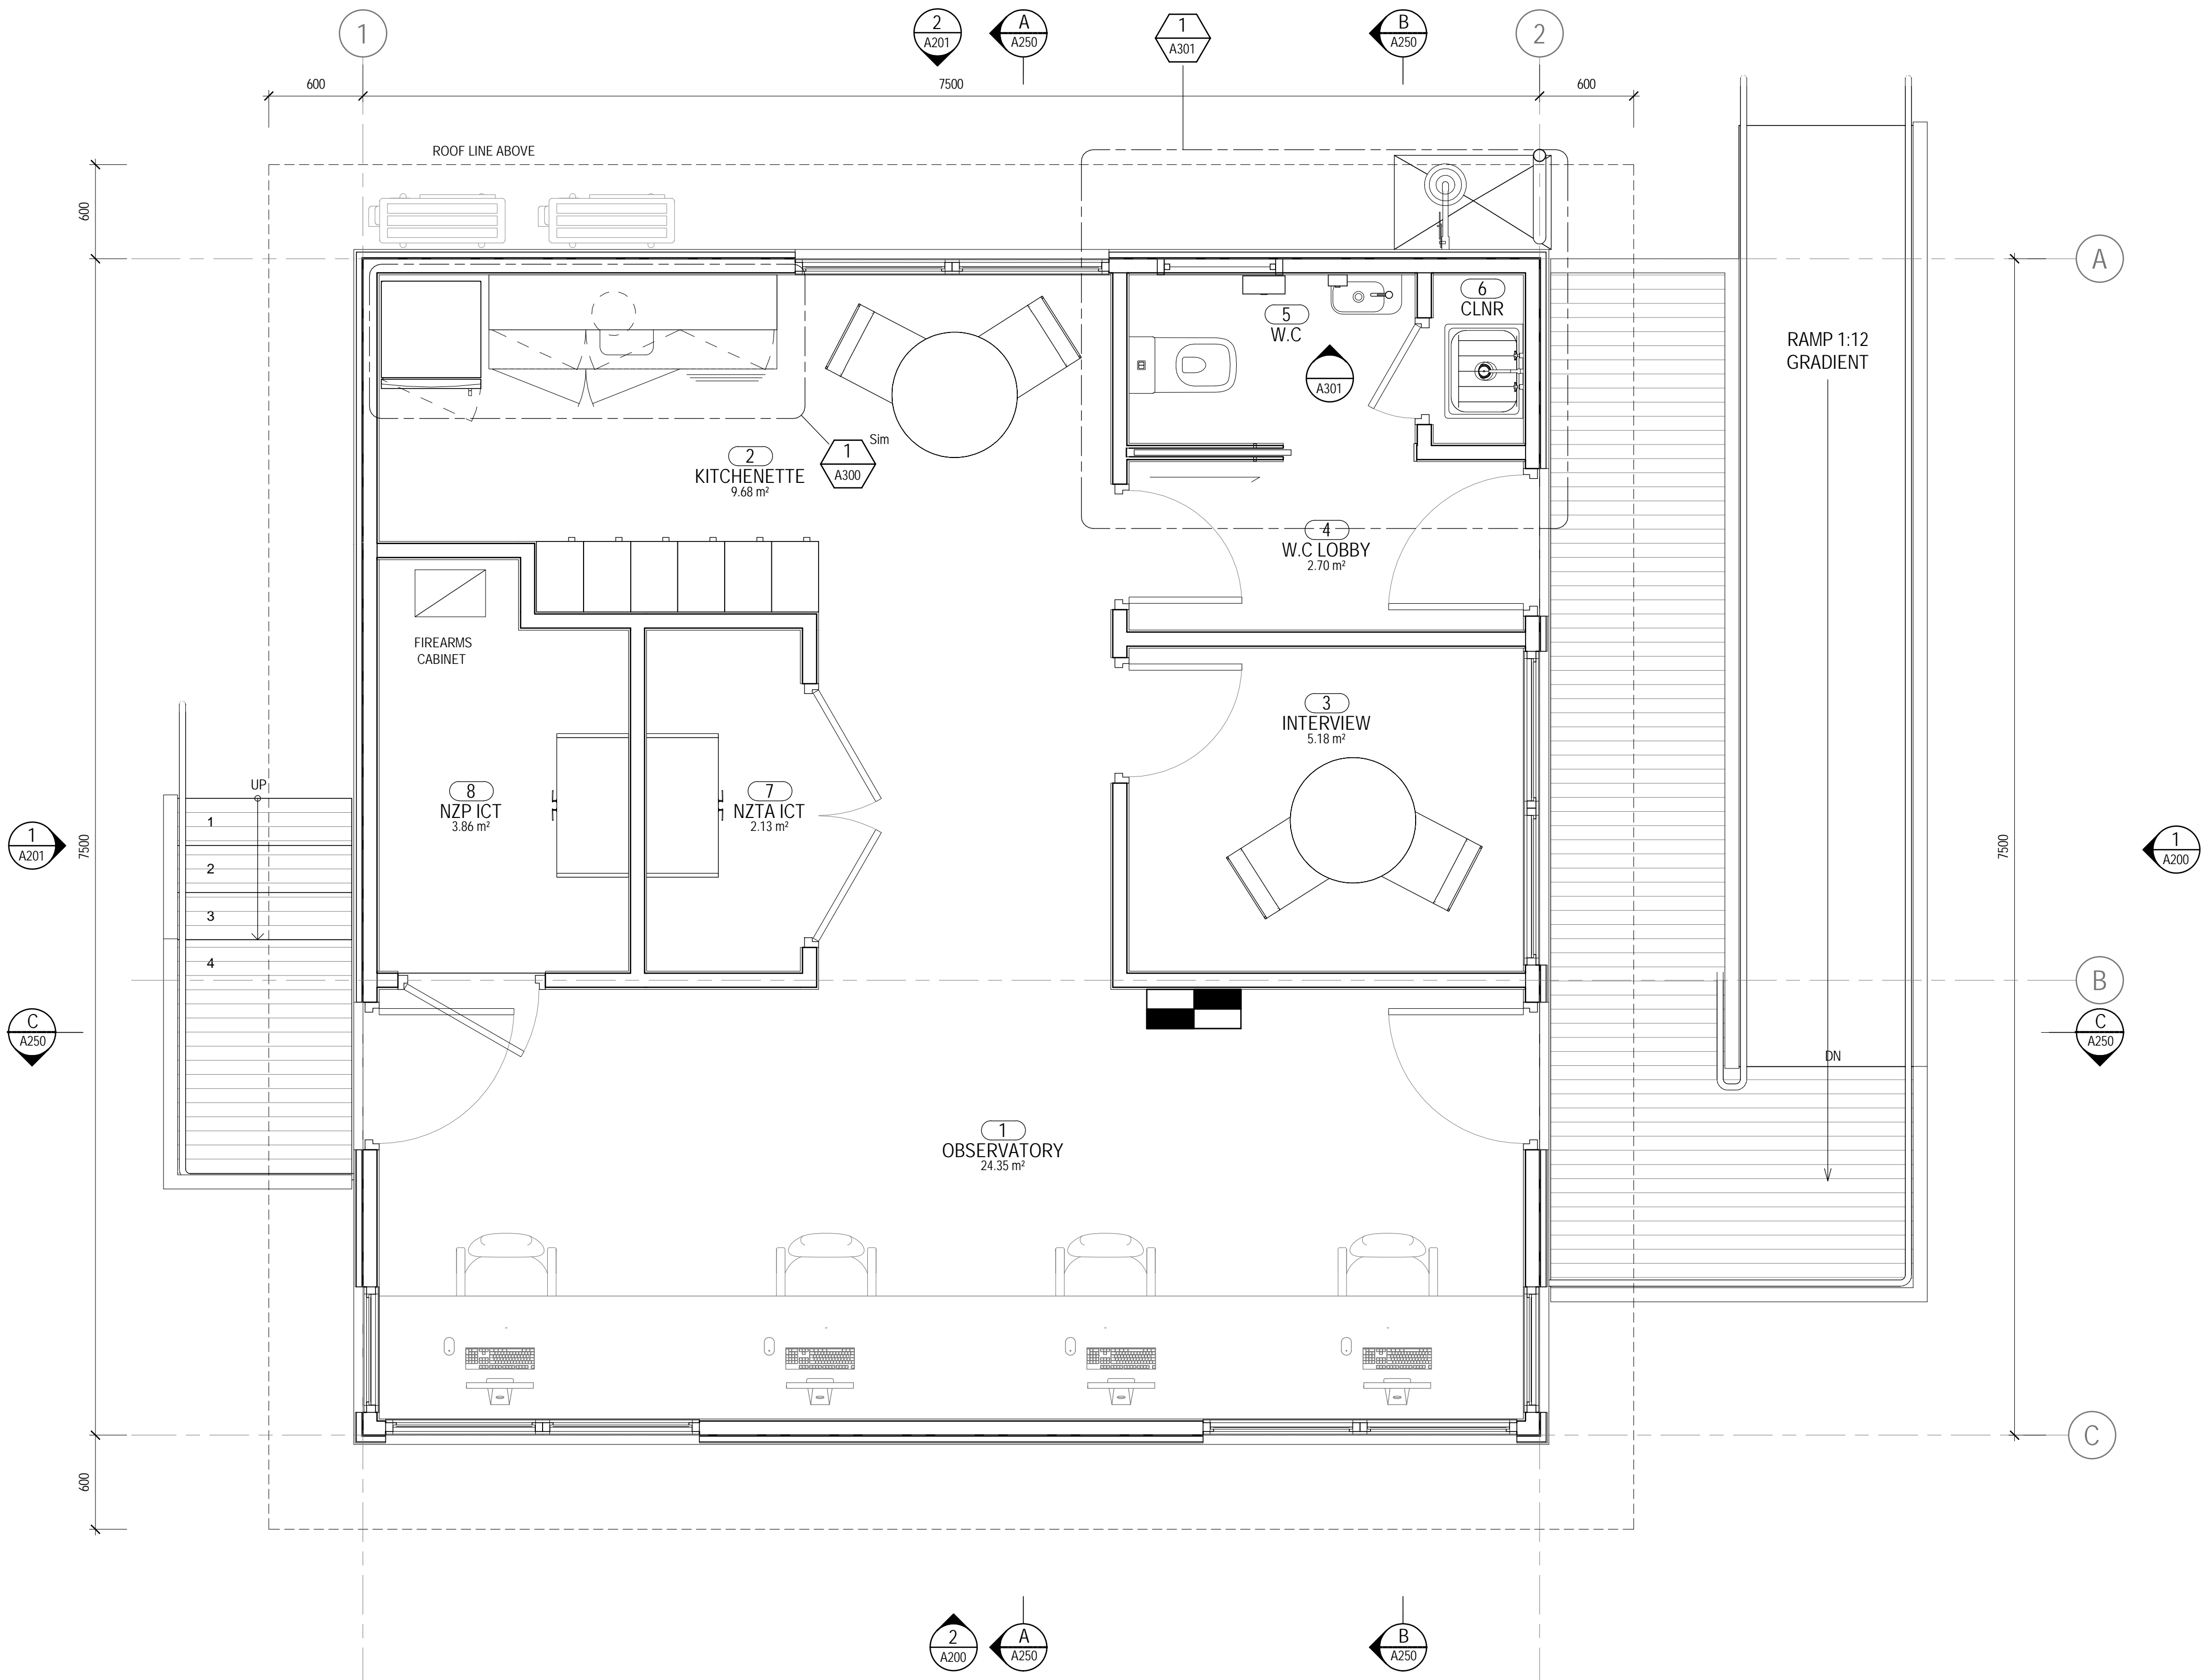 1
2
A201
A
A250
1
A301
B
A250
2
600
7500
600
ROOF LINE ABOVE
600
A
6
CLNR
5
W.C
RAMP 1:12
GRADIENT
A301
Sim
1
A300
2
KITCHENETTE
9.68 m²
4
W.C LOBBY
2.70 m²
FIREARMS
CABINET
3
INTERVIEW
5.18 m²
UP
1
2
3
4
8
NZP ICT
3.86 m²
7
NZTA ICT
2.13 m²
1
A201
7500
7500
1
A200
B
C
A250
C
A250
DN
1
OBSERVATORY
24.35 m²
C
600
2
A200
A
A250
B
A250